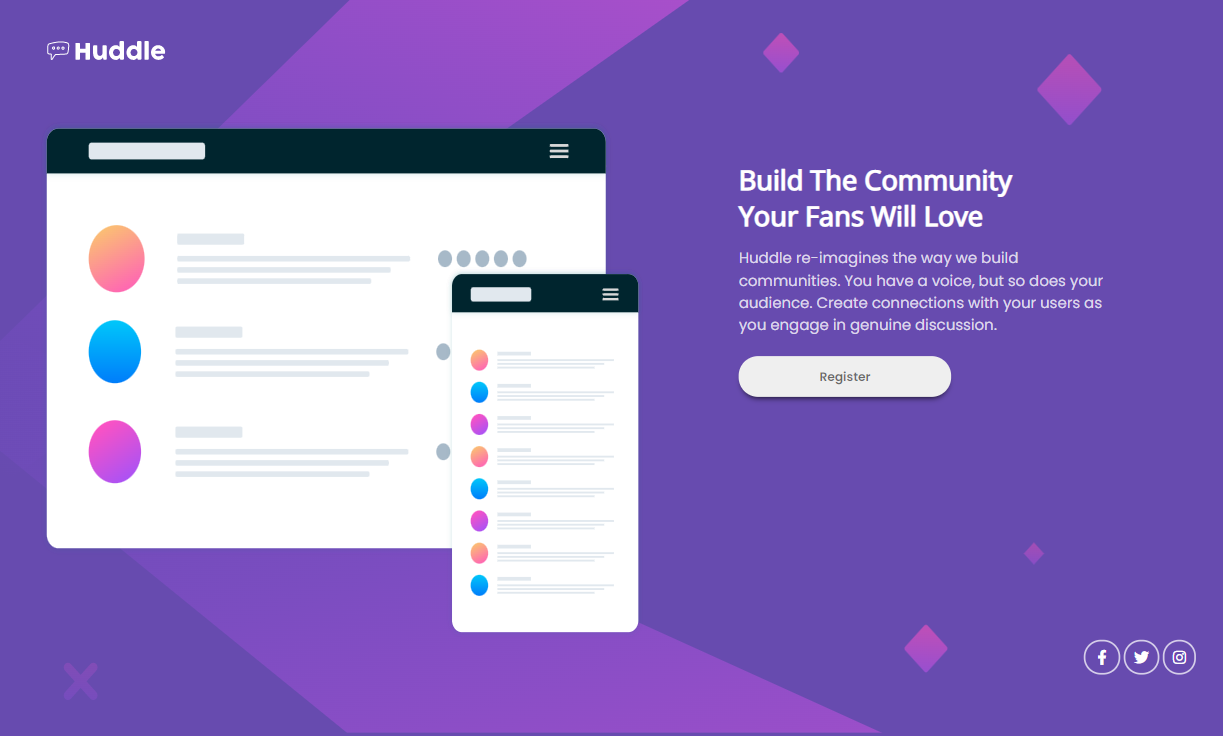 Huddle
Build The Community
Your Fans Will Love
Huddle re-imagines the way we build
communities. You have a voice, but so does your
audience. Create connections with your users as
you engage in genuine discussion.
Register